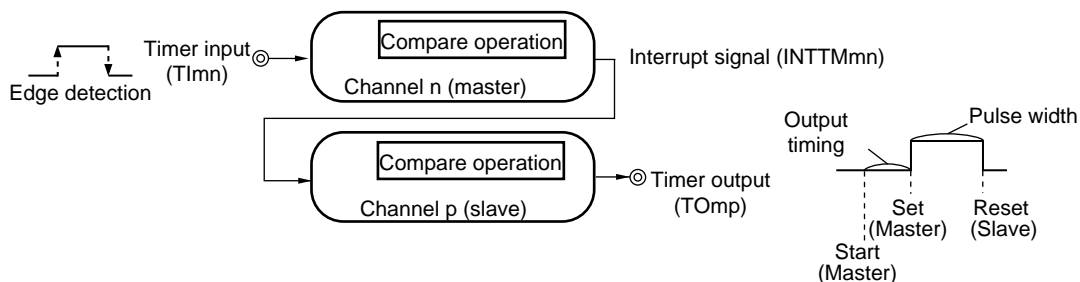 Compare operation
Timer input
(TImn)
Interrupt signal (INTTMmn)
Edge detection
Channel n (master)
Compare operation
Channel p (slave)
Timer output
(TOmp)
Output
timing
Pulse width
Set
(Master)
Reset
(Slave)
Start
(Master)